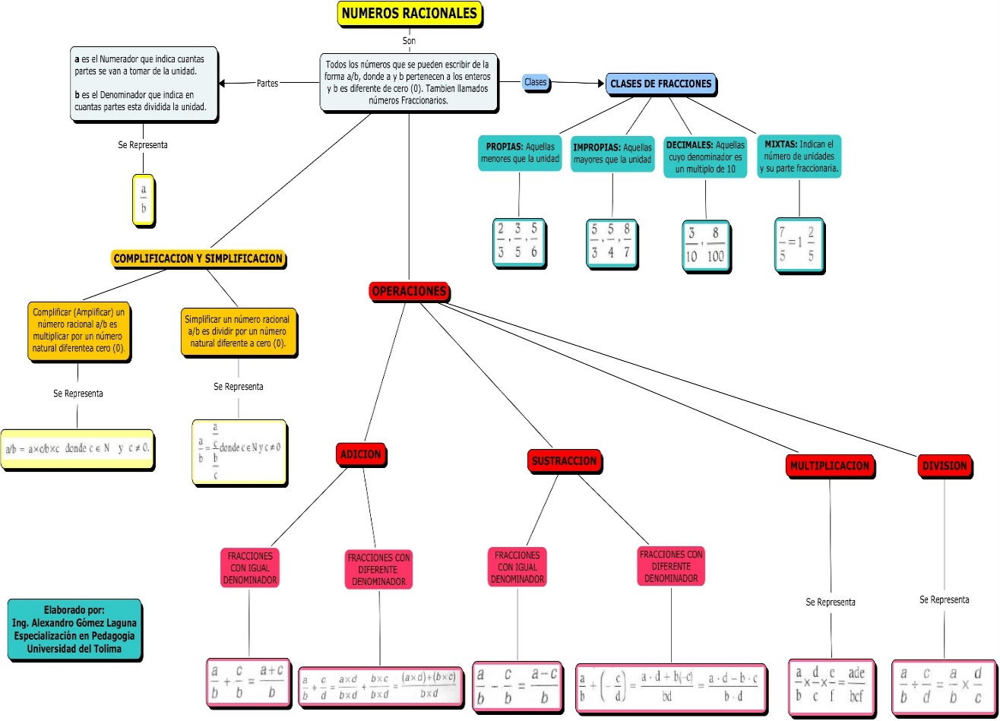 NUMEROS RACIONALES
Son
a es el Numerador que indica cuantas
partes se van a tomar de la unidad.
b es el Denominador que indica en
cuantas partes esta dividida la unidad.
Partes
Todos los números que se pueden escribir de la
forma a/b, donde a y b pertenecen a los enteros
y b es diferente de cero (0). Tambien llamados
números Fraccionarios.
Clases
CLASES DE FRACCIONES
Se Representa
a/b
PROPIAS: Aquellas
menores que la unidad
IMPROPIAS: Aquellas
mayores que la unidad
DECIMALES: Aquellas
cuyo denominador es
un multiplo de 10
MIXTAS: Indican el
número de unidades
y su parte fraccionaria.
2/3 , 3/5 , 5/6
5/3 , 5/4 , 8/7
3/10 , 8/100
7/5 = 1 2/5
COMPLIFICACION Y SIMPLIFICACION
Complificar (Amplificar) un
número racional a/b es
multiplicar por un número
natural diferentea cero (0).
Simplificar un número racional
a/b es dividir por un número
natural diferente a cero (0).
Se Representa
Se Representa
a/b = a×c/b×c donde c ∈ N y c ≠ 0.
a/b = (a/c)/(b/c) donde c ∈ N y c ≠ 0
OPERACIONES
ADICION
SUSTRACCION
MULTIPLICACION
DIVISION
FRACCIONES
CON IGUAL
DENOMINADOR
FRACCIONES CON
DIFERENTE
DENOMINADOR
FRACCIONES
CON IGUAL
DENOMINADOR
FRACCIONES CON
DIFERENTE
DENOMINADOR
Se Representa
Se Representa
a/b + c/b = (a+c)/b
a/b + c/d = (a×d)/(b×d) + (b×c)/(b×d) = ((a×d)+(b×c))/(b×d)
a/b - c/b = (a-c)/b
a/b + (-c/d) = (a·d + b(-c))/bd = (a·d - b·c)/(b·d)
a/b × d/c × e/f = ade/bcf
a/b ÷ c/d = a/b × d/c
Elaborado por:
Ing. Alexandro Gómez Laguna
Especialización en Pedagogia
Universidad del Tolima